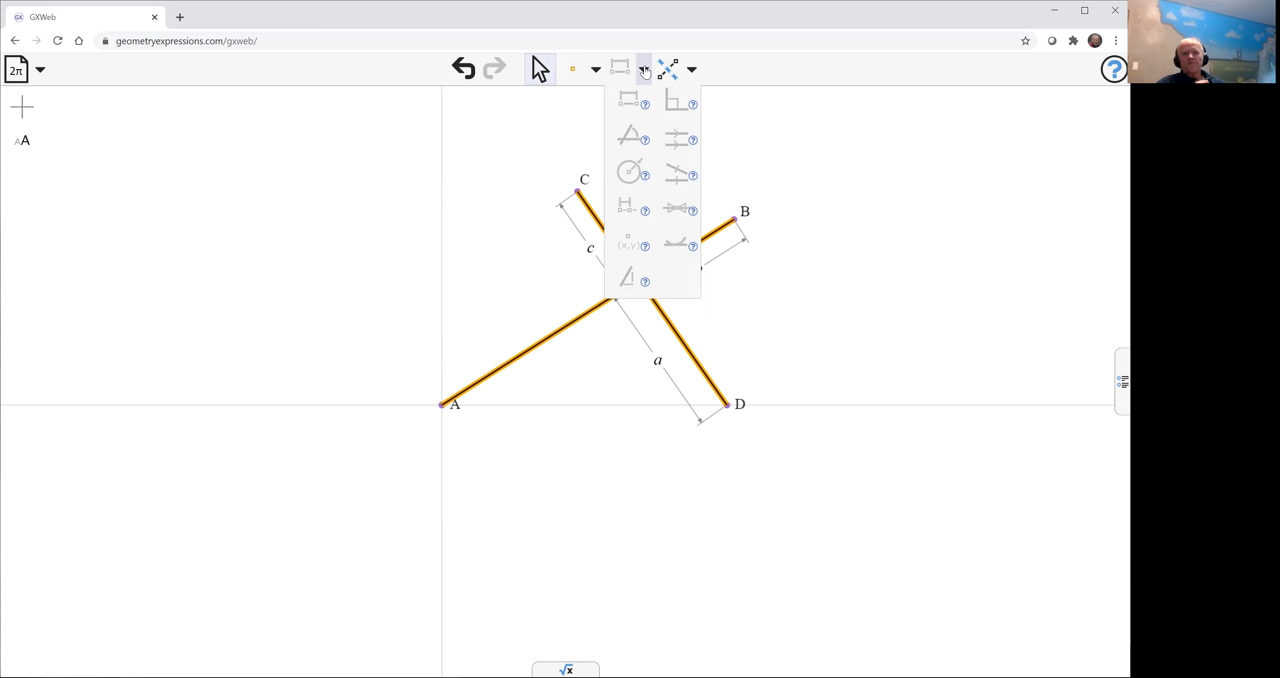 GXWeb
geometryexpressions.com/gxweb/
2π
AA
(x,y)
C
B
c
a
A
D
√x